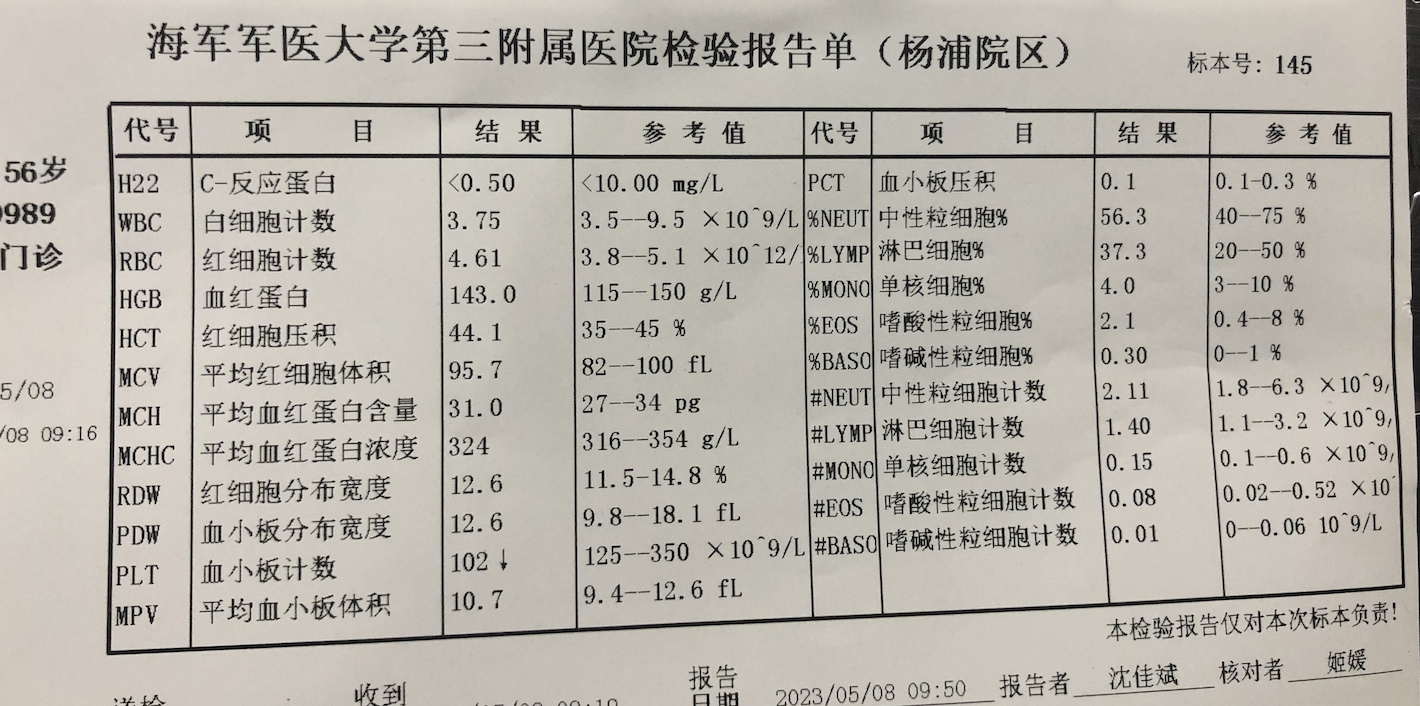 海军军医大学第三附属医院检验报告单（杨浦院区）
标本号: 145
56岁
9989
门诊
5/08
/08 09:16
代号 项 目 结 果 参 考 值 代号 项 目 结 果 参 考 值
H22 C-反应蛋白 <0.50 <10.00 mg/L PCT 血小板压积 0.1 0.1-0.3 %
WBC 白细胞计数 3.75 3.5--9.5 ×10^9/L %NEUT 中性粒细胞% 56.3 40--75 %
RBC 红细胞计数 4.61 3.8--5.1 ×10^12/ %LYMP 淋巴细胞% 37.3 20--50 %
HGB 血红蛋白 143.0 115--150 g/L %MONO 单核细胞% 4.0 3--10 %
HCT 红细胞压积 44.1 35--45 % %EOS 嗜酸性粒细胞% 2.1 0.4--8 %
MCV 平均红细胞体积 95.7 82--100 fL %BASO 嗜碱性粒细胞% 0.30 0--1 %
MCH 平均血红蛋白含量 31.0 27--34 pg #NEUT 中性粒细胞计数 2.11 1.8--6.3 ×10^9/
MCHC 平均血红蛋白浓度 324 316--354 g/L #LYMP 淋巴细胞计数 1.40 1.1--3.2 ×10^9/
RDW 红细胞分布宽度 12.6 11.5-14.8 % #MONO 单核细胞计数 0.15 0.1--0.6 ×10^9/
PDW 血小板分布宽度 12.6 9.8--18.1 fL #EOS 嗜酸性粒细胞计数 0.08 0.02--0.52 ×10^
PLT 血小板计数 102↓ 125--350 ×10^9/L #BASO 嗜碱性粒细胞计数 0.01 0--0.06 10^9/L
MPV 平均血小板体积 10.7 9.4--12.6 fL
本检验报告仅对本次标本负责!
收到 报告日期 2023/05/08 09:50 报告者 沈佳斌 核对者 姬媛